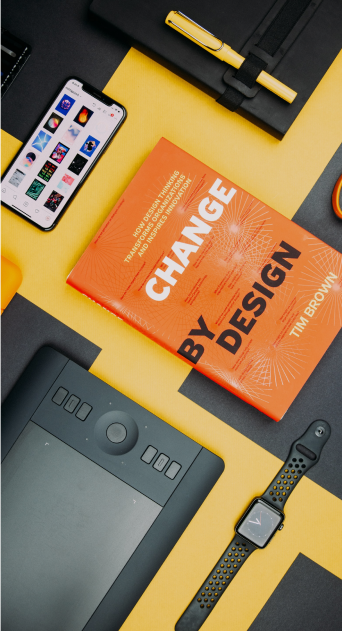 HOW DESIGN THINKING
TRANSFORMS ORGANIZATIONS
AND INSPIRES INNOVATION
CHANGE
BY
DESIGN
TIM BROWN